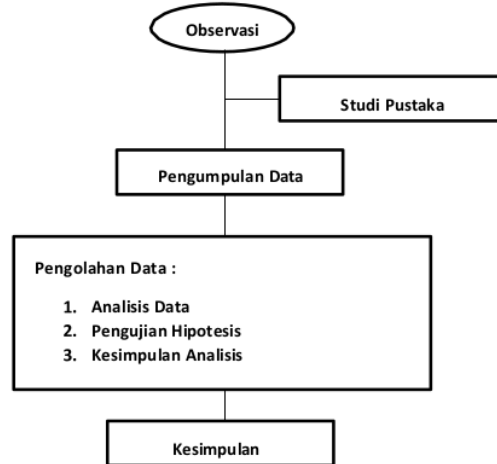 Observasi
Studi Pustaka
Pengumpulan Data
Pengolahan Data :
1. Analisis Data
2. Pengujian Hipotesis
3. Kesimpulan Analisis
Kesimpulan